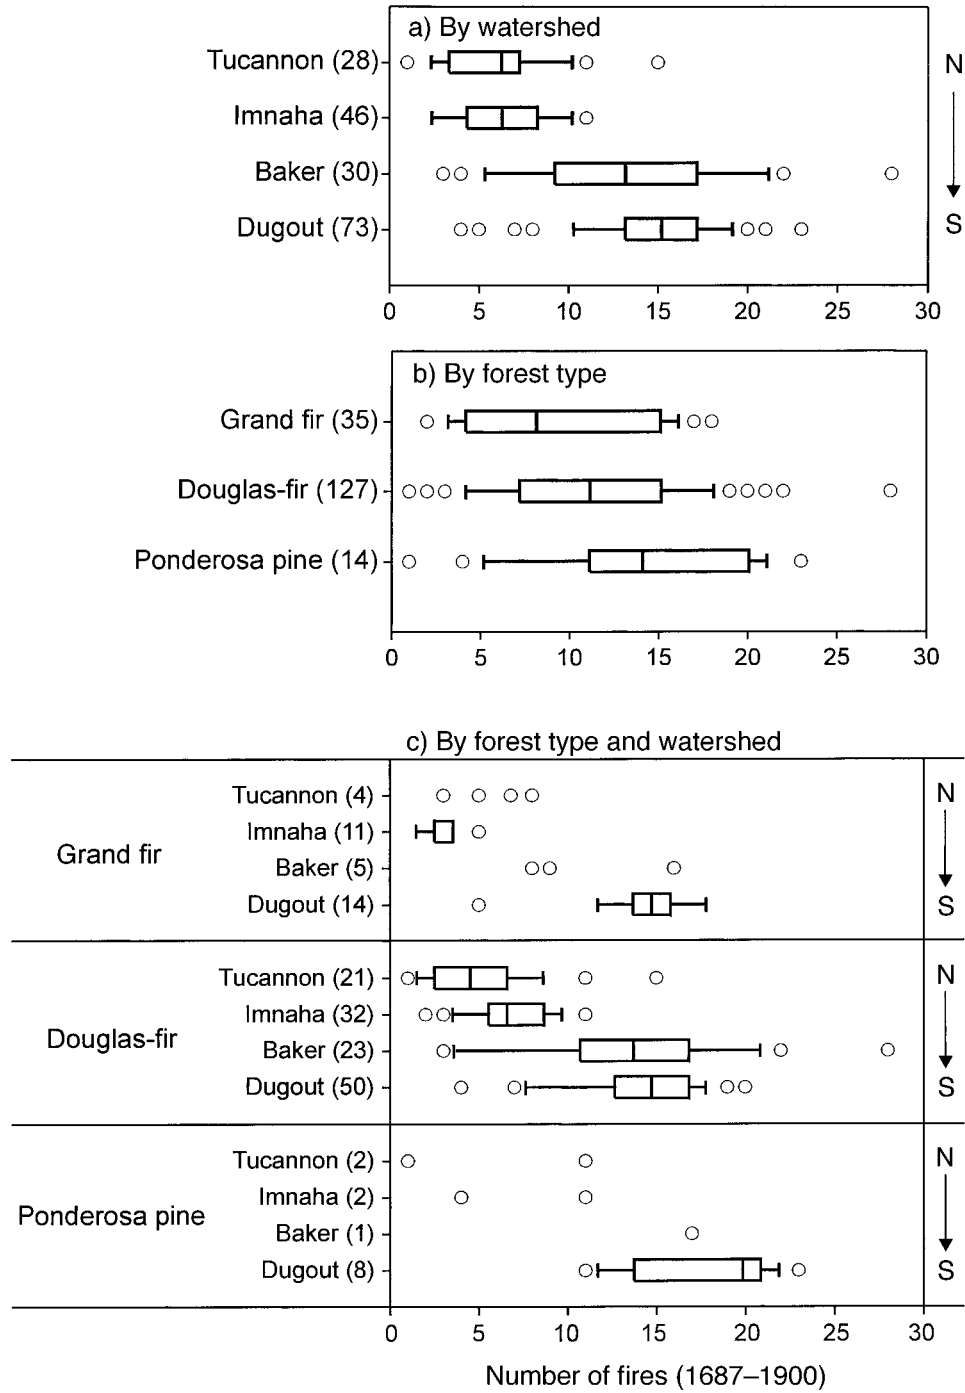 a) By watershed
Tucannon (28)
N
Imnaha (46)
Baker (30)
Dugout (73)
S
0 5 10 15 20 25 30
b) By forest type
Grand fir (35)
Douglas-fir (127)
Ponderosa pine (14)
0 5 10 15 20 25 30
c) By forest type and watershed
Grand fir
Tucannon (4)
N
Imnaha (11)
Baker (5)
Dugout (14)
S
Douglas-fir
Tucannon (21)
N
Imnaha (32)
Baker (23)
Dugout (50)
S
Ponderosa pine
Tucannon (2)
N
Imnaha (2)
Baker (1)
Dugout (8)
S
0 5 10 15 20 25 30
Number of fires (1687–1900)